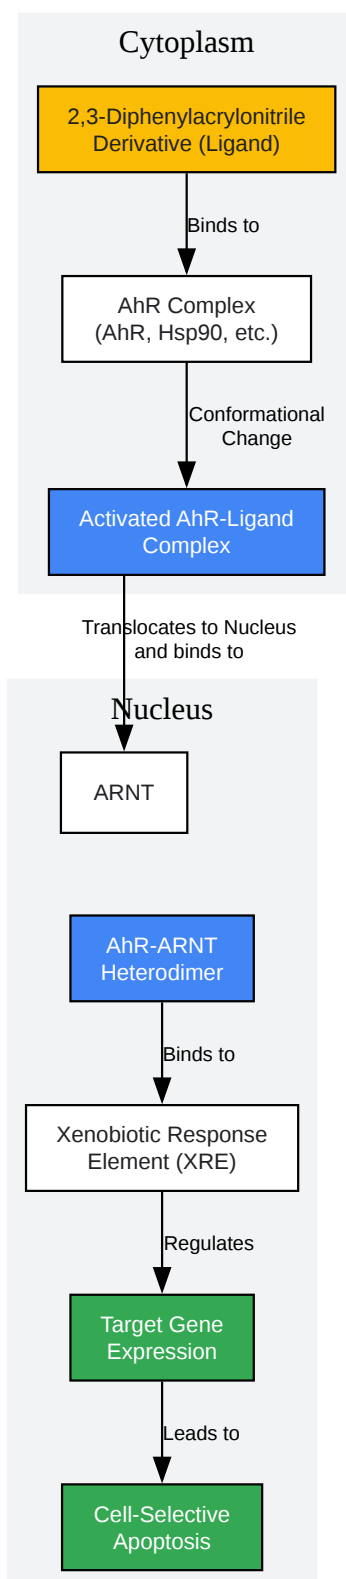 Cytoplasm
2,3-Diphenylacrylonitrile
Derivative (Ligand)
Binds to
AhR Complex
(AhR, Hsp90, etc.)
Conformational
Change
Activated AhR-Ligand
Complex
Translocates to Nucleus
and binds to
Nucleus
ARNT
AhR-ARNT
Heterodimer
Binds to
Xenobiotic Response
Element (XRE)
Regulates
Target Gene
Expression
Leads to
Cell-Selective
Apoptosis